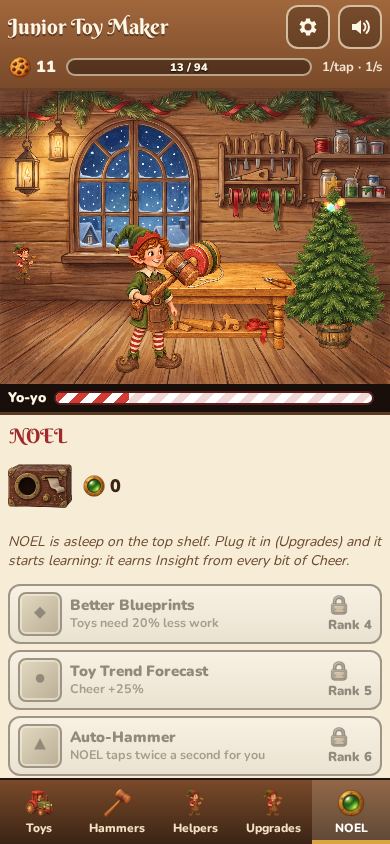 Junior Toy Maker
11
13 / 94
1/tap · 1/s
Yo-yo
NOEL
0
NOEL is asleep on the top shelf. Plug it in (Upgrades) and it
starts learning: it earns Insight from every bit of Cheer.
Better Blueprints
Toys need 20% less work
Rank 4
Toy Trend Forecast
Cheer +25%
Rank 5
Auto-Hammer
NOEL taps twice a second for you
Rank 6
Toys
Hammers
Helpers
Upgrades
NOEL